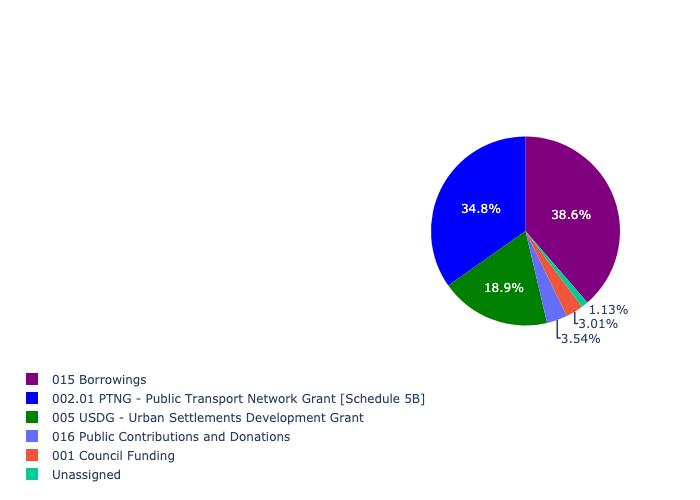 34.8%
38.6%
18.9%
1.13%
3.01%
3.54%
015 Borrowings
002.01 PTNG - Public Transport Network Grant [Schedule 5B]
005 USDG - Urban Settlements Development Grant
016 Public Contributions and Donations
001 Council Funding
Unassigned